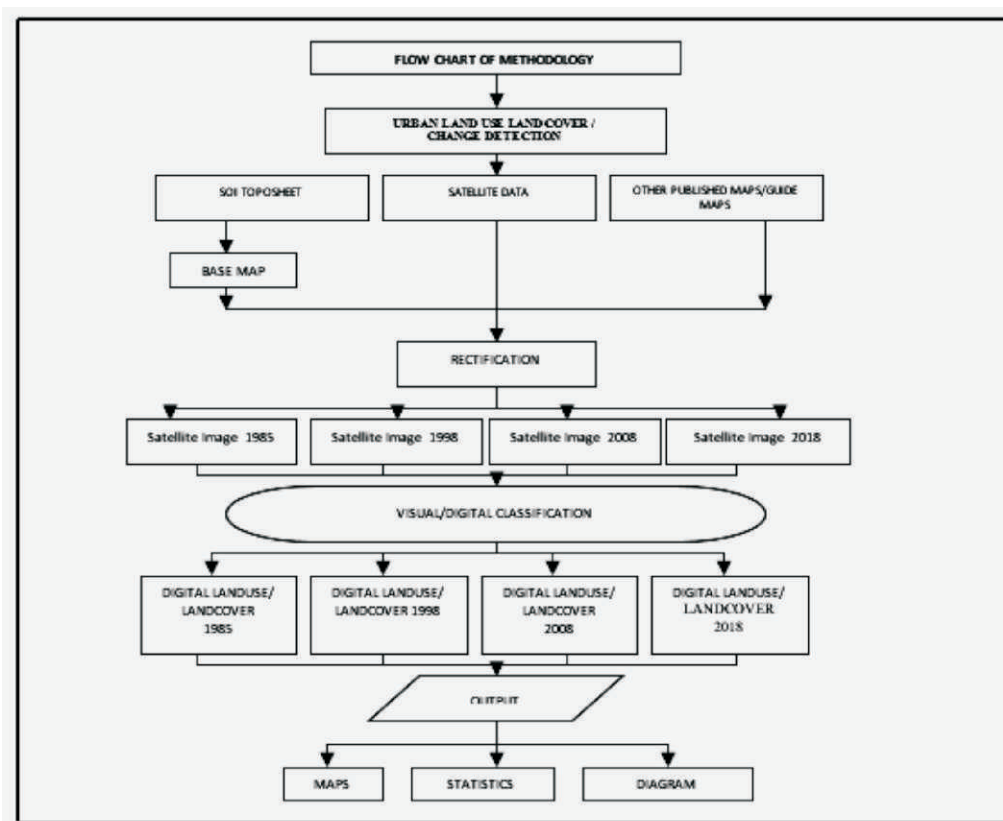 FLOW CHART OF METHODOLOGY
URBAN LAND USE LANDCOVER /
CHANGE DETECTION
SOI TOPOSHEET
SATELLITE DATA
OTHER PUBLISHED MAPS/GUIDE
MAPS
BASE MAP
RECTIFICATION
Satellite Image 1985
Satellite Image 1998
Satellite Image 2008
Satellite Image 2018
VISUAL/DIGITAL CLASSIFICATION
DIGITAL LANDUSE/
LANDCOVER
1985
DIGITAL LANDUSE/
LANDCOVER 1998
DIGITAL LANDUSE/
LANDCOVER
2008
DIGITAL LANDUSE/
LANDCOVER
2018
OUTPUT
MAPS
STATISTICS
DIAGRAM